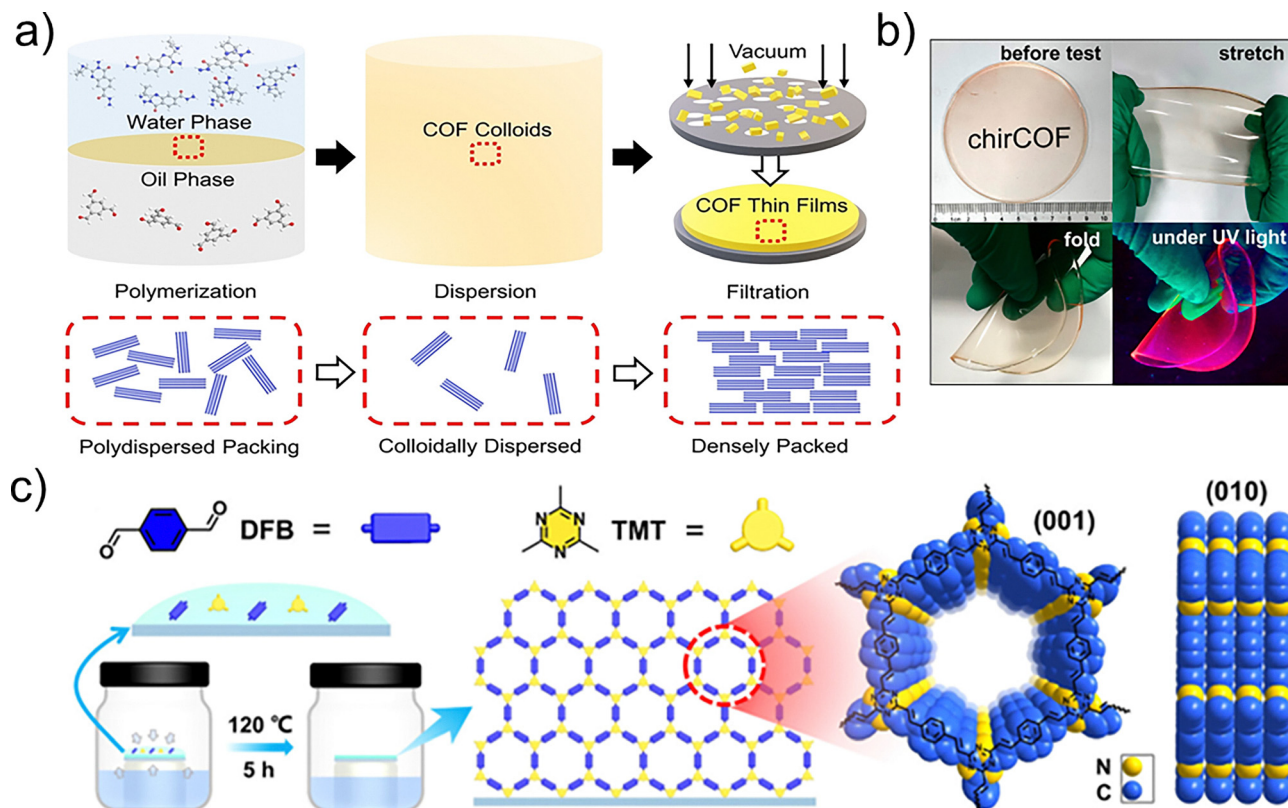 a)
Water Phase
Oil Phase
COF Colloids
Vacuum
COF Thin Films
Polymerization
Dispersion
Filtration
Polydispersed Packing
Colloidally Dispersed
Densely Packed
b)
before test
chirCOF
stretch
fold
under UV light
c)
O
O
DFB =
N
N
N
TMT =
120 °C
5 h
(001)
(010)
N
C